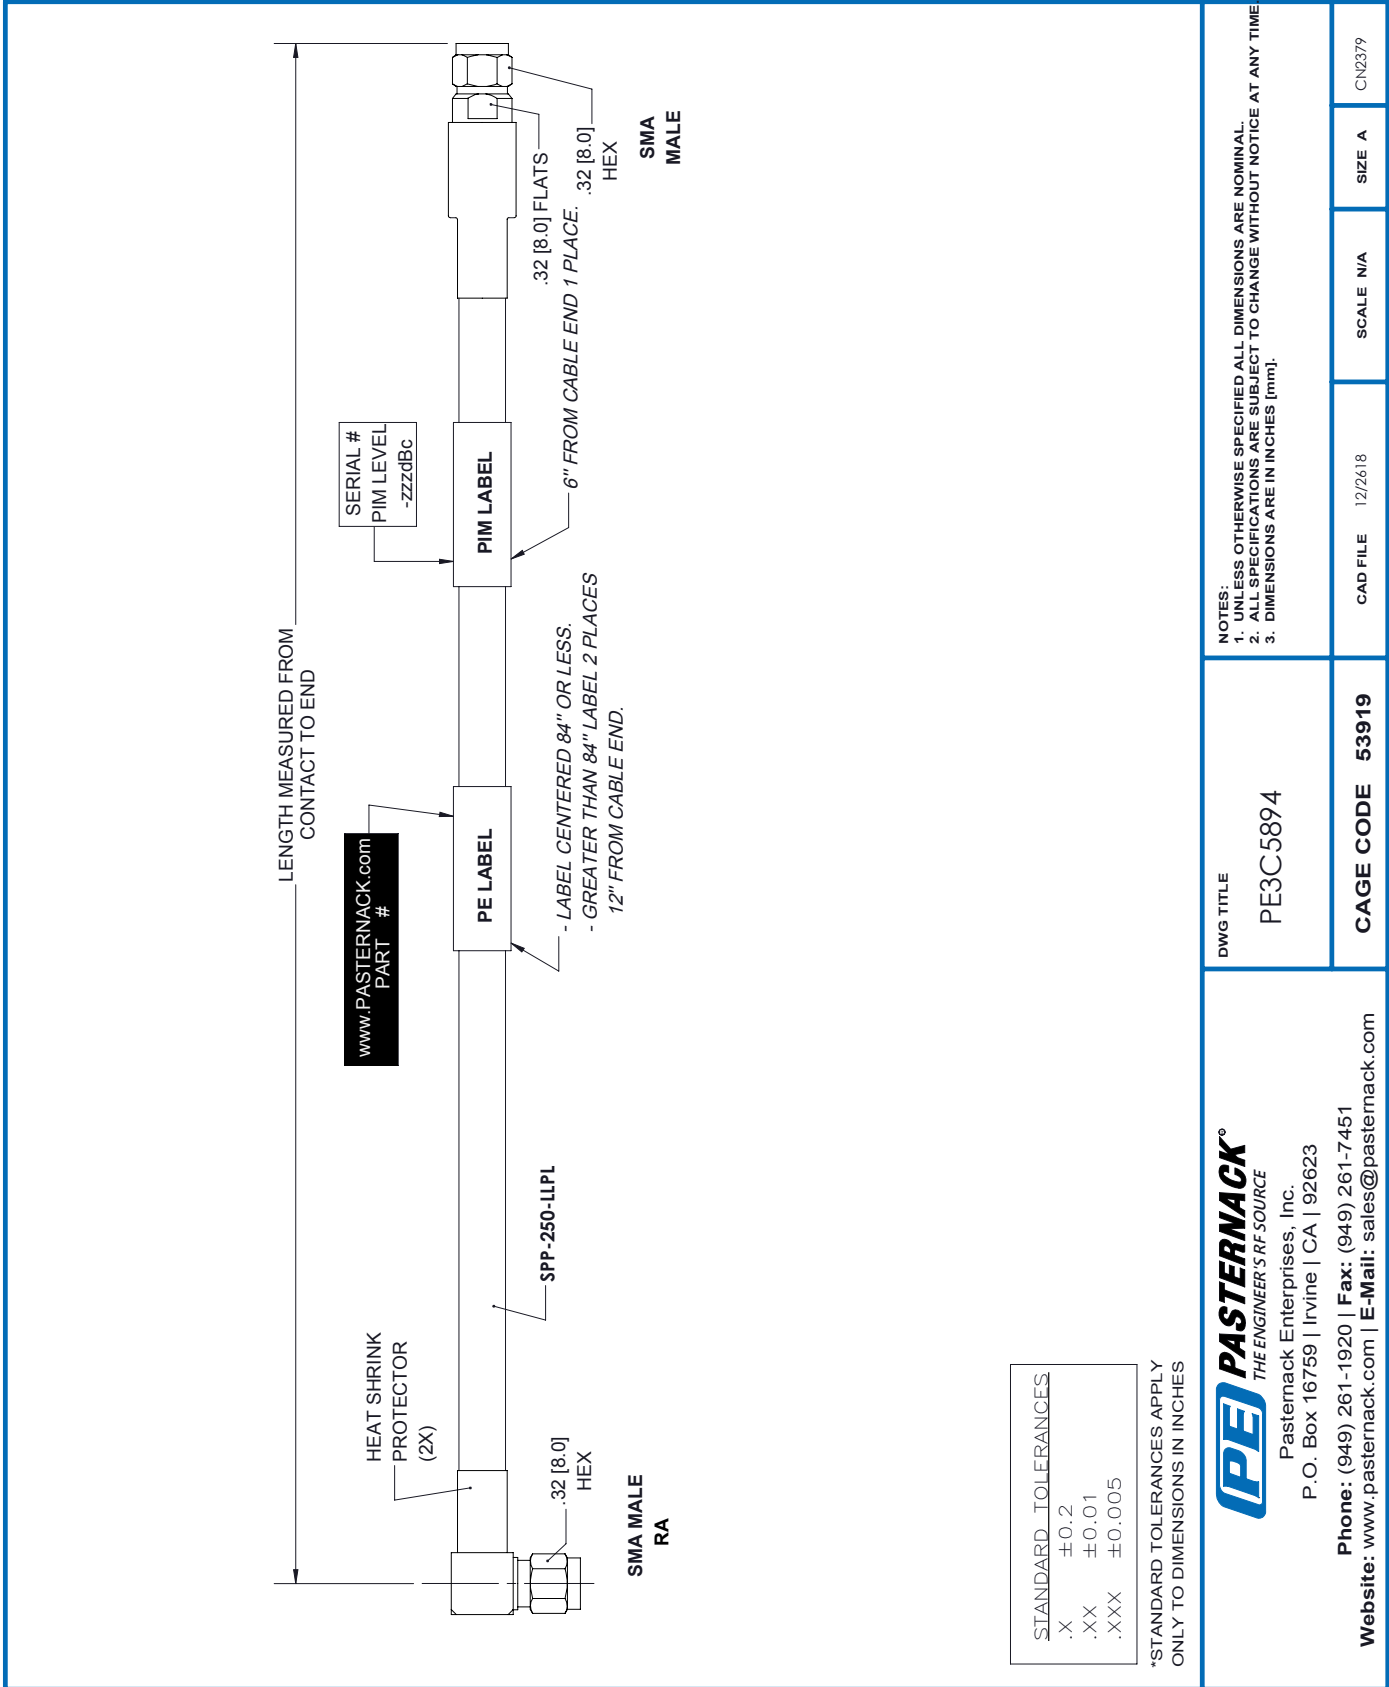 LENGTH MEASURED FROM
CONTACT TO END
HEAT SHRINK
PROTECTOR
(2X)
www.PASTERNACK.com
PART #
SERIAL #
PIM LEVEL
-zzzdBc
PE LABEL
PIM LABEL
.32 [8.0]
HEX
SMA MALE
RA
SPP-250-LLPL
- LABEL CENTERED 84" OR LESS.
- GREATER THAN 84" LABEL 2 PLACES
12" FROM CABLE END.
6" FROM CABLE END 1 PLACE.
.32 [8.0] FLATS
.32 [8.0]
HEX
SMA
MALE
STANDARD TOLERANCES
.X ±0.2
.XX ±0.01
.XXX ±0.005
*STANDARD TOLERANCES APPLY
ONLY TO DIMENSIONS IN INCHES
PE PASTERNACK®
THE ENGINEER'S RF SOURCE
Pasternack Enterprises, Inc.
P.O. Box 16759 | Irvine | CA | 92623
Phone: (949) 261-1920 | Fax: (949) 261-7451
Website: www.pasternack.com | E-Mail: sales@pasternack.com
DWG TITLE
PE3C5894
CAGE CODE 53919
NOTES:
1. UNLESS OTHERWISE SPECIFIED ALL DIMENSIONS ARE NOMINAL.
2. ALL SPECIFICATIONS ARE SUBJECT TO CHANGE WITHOUT NOTICE AT ANY TIME.
3. DIMENSIONS ARE IN INCHES [mm].
CAD FILE 12/2618
SCALE N/A
SIZE A
CN2379